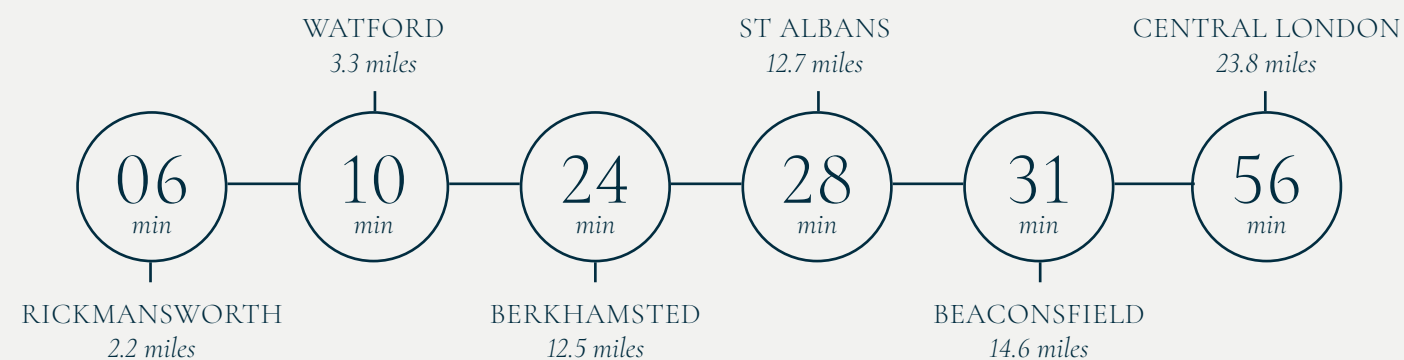 WATFORD
3.3 miles
ST ALBANS
12.7 miles
CENTRAL LONDON
23.8 miles
06
min
10
min
24
min
28
min
31
min
56
min
RICKMANSWORTH
2.2 miles
BERKHAMSTED
12.5 miles
BEACONSFIELD
14.6 miles